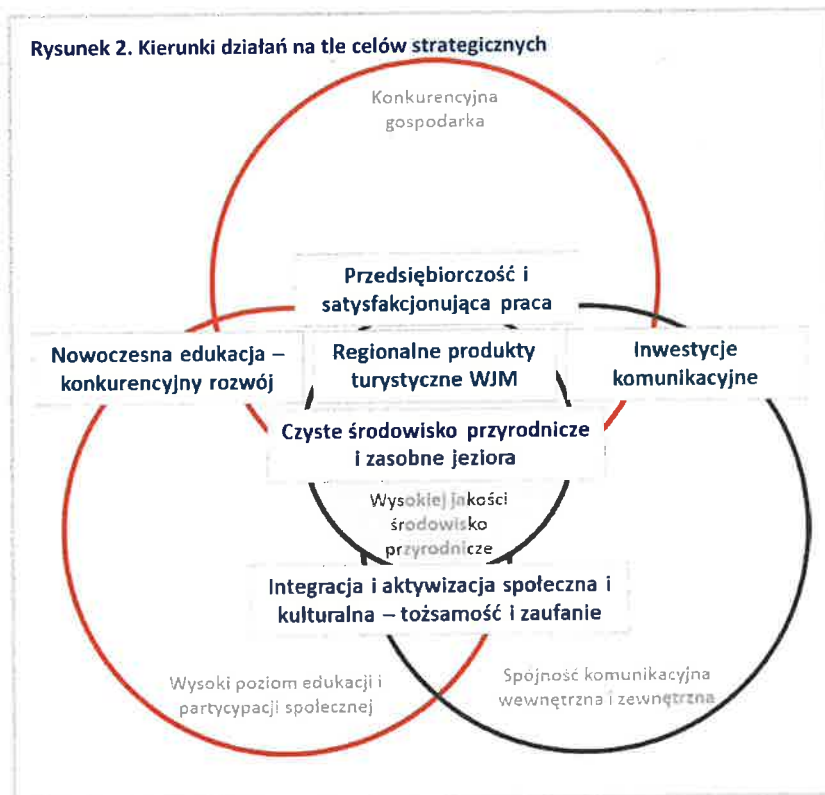 Rysunek 2. Kierunki działań na tle celów strategicznych
Konkurencyjna
gospodarka
Przedsiębiorczość i
satysfakcjonująca praca
Nowoczesna edukacja –
konkurencyjny rozwój
Regionalne produkty
turystyczne WJM
Inwestycje
komunikacyjne
Czyste środowisko przyrodnicze
i zasobne jeziora
Wysokiej jakości
środowisko
przyrodnicze
Integracja i aktywizacja społeczna i
kulturalna – tożsamość i zaufanie
Wysoki poziom edukacji i
partycypacji społecznej
Spójność komunikacyjna
wewnętrzna i zewnętrzna